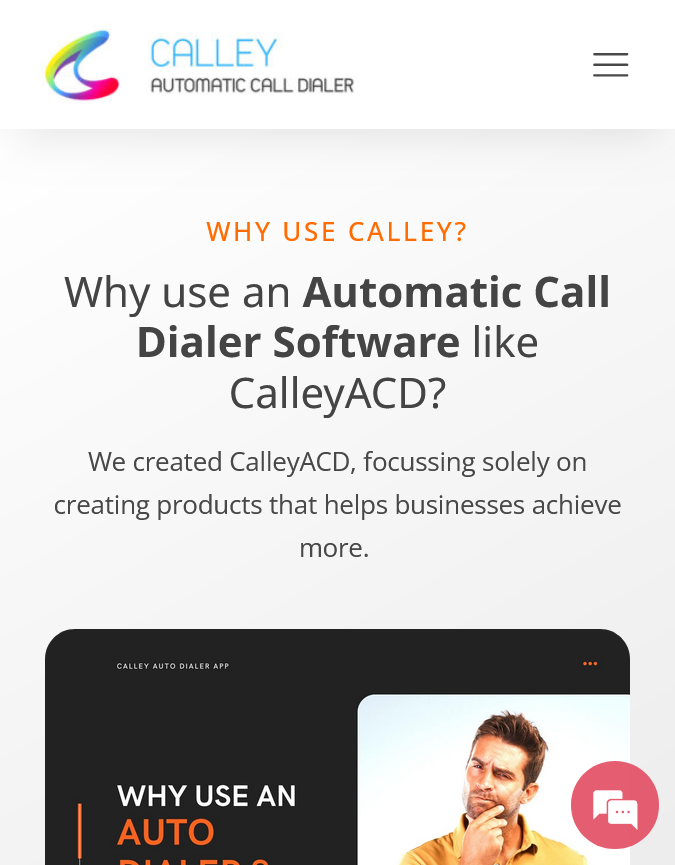 CALLEY
AUTOMATIC CALL DIALER
WHY USE CALLEY?
Why use an Automatic Call
Dialer Software like
CalleyACD?
We created CalleyACD, focussing solely on
creating products that helps businesses achieve
more.
CALLEY AUTO DIALER APP
WHY USE AN
AUTO
DIALER?